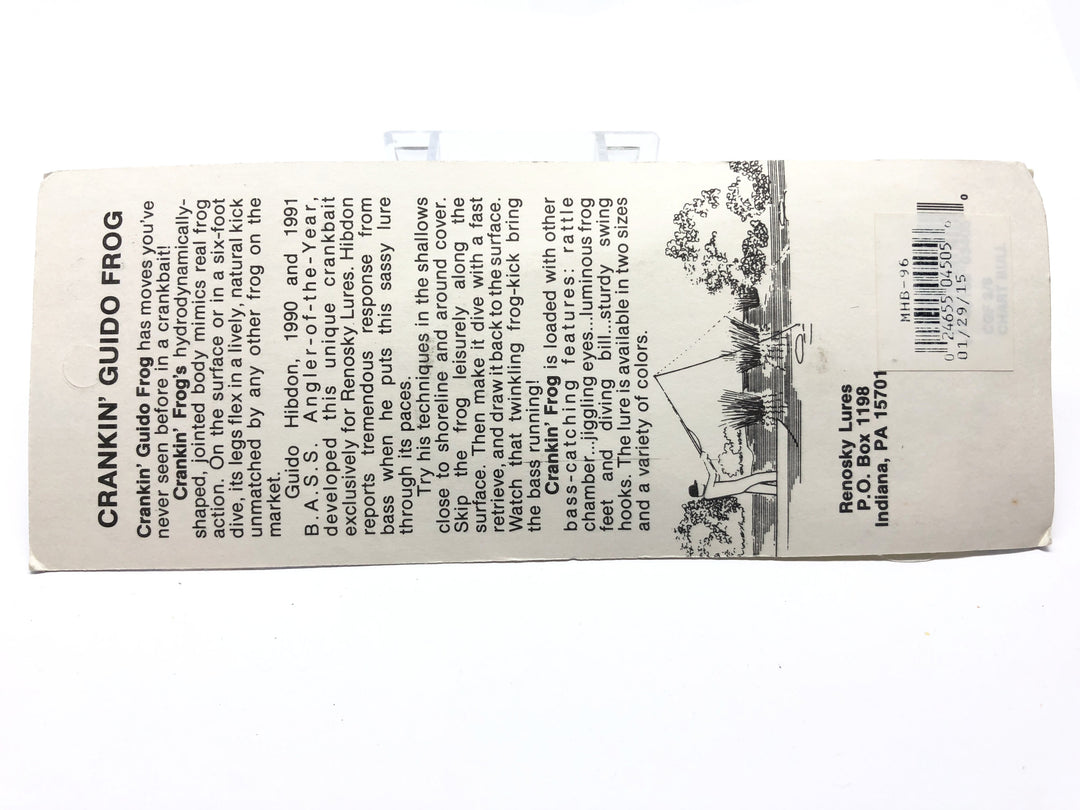 CRANKIN' GUIDO FROG
Crankin' Guido Frog has moves you've
never seen before in a crankbait!
Crankin' Frog's hydrodynamically-
shaped, jointed body mimics real frog
action. On the surface or in a six-foot
dive, its legs flex in a lively, natural kick
unmatched by any other frog on the
market.
Guido Hibdon, 1990 and 1991
B.A.S.S. Angler-of-the-Year,
developed this unique crankbait
exclusively for Renosky Lures. Hibdon
reports tremendous response from
bass when he puts this sassy lure
through its paces.
Try his techniques in the shallows
close to shoreline and around cover.
Skip the frog leisurely along the
surface. Then make it dive with a fast
retrieve, and draw it back to the surface.
Watch that twinkling frog-kick bring
the bass running!
Crankin' Frog is loaded with other
bass-catching features: rattle
chamber...jiggling eyes...luminous frog
feet and diving bill...sturdy swing
hooks. The lure is available in two sizes
and a variety of colors.
Renosky Lures
P.O. Box 1198
Indiana, PA 15701
MHB-96
0 24655 04505 6
0
01/29/15